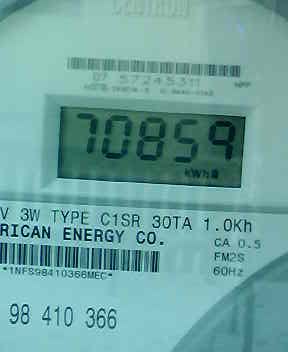 CENTRON
07 57245311
70859
kWh
V 3W TYPE C1SR 30TA 1.0Kh
RICAN ENERGY CO.
CA 0.5
FM2S
60Hz
*1NFS98410366MEC*
98 410 366